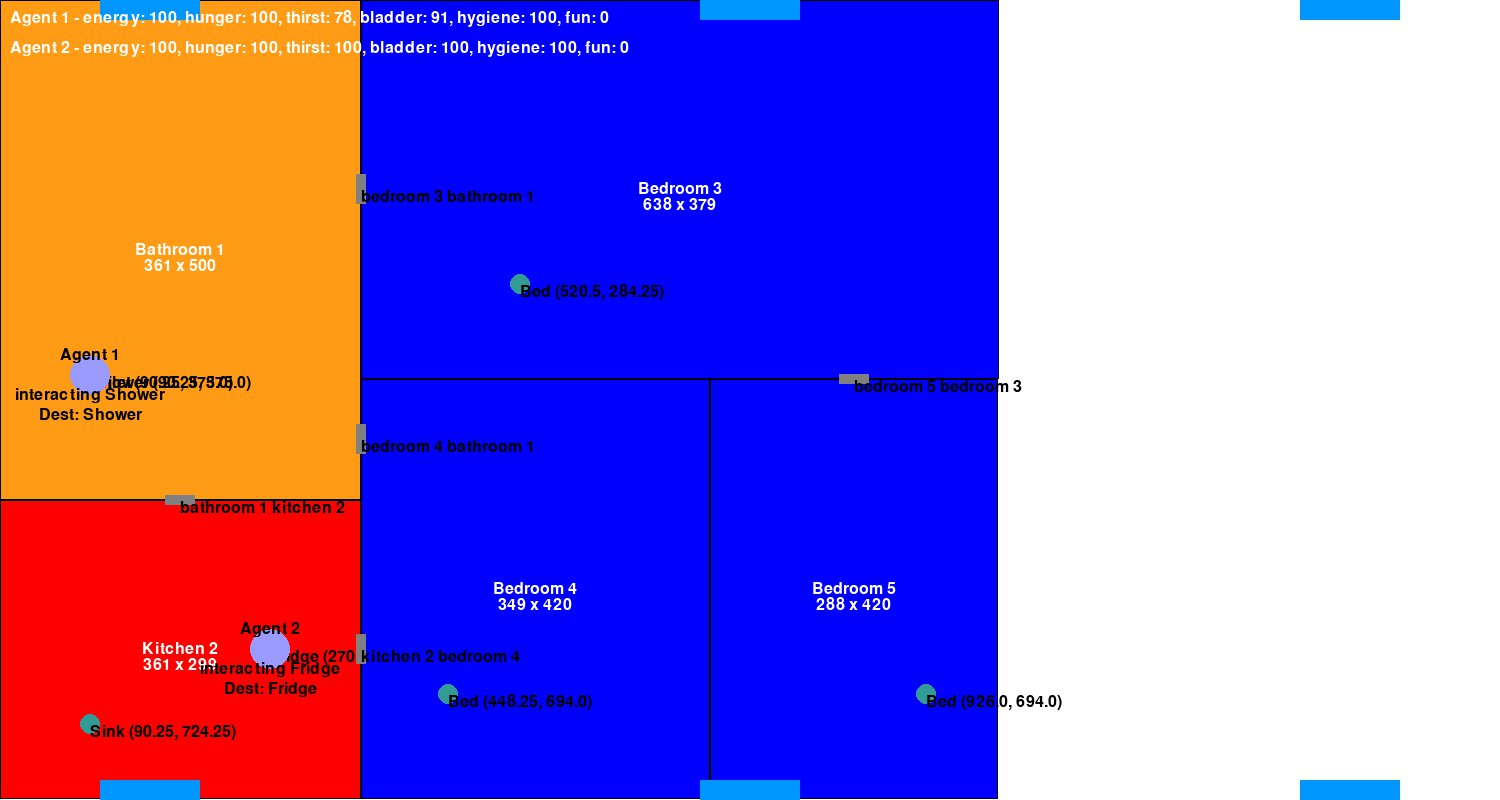 Agent 1 - energy: 100, hunger: 100, thirst: 78, bladder: 91, hygiene: 100, fun: 0
Agent 2 - energy: 100, hunger: 100, thirst: 100, bladder: 100, hygiene: 100, fun: 0
Bedroom 3
638 x 379
bedroom 3 bathroom 1
Bathroom 1
361 x 500
Bed (520.5, 284.25)
Agent 1
interacting Shower
Dest: Shower
bedroom 5 bedroom 3
bedroom 4 bathroom 1
bathroom 1 kitchen 2
Bedroom 4
349 x 420
Bedroom 5
288 x 420
Agent 2
Kitchen 2
361 x 299
kitchen 2 bedroom 4
interacting Fridge
Dest: Fridge
Bed (448.25, 694.0)
Bed (926.0, 694.0)
Sink (90.25, 724.25)